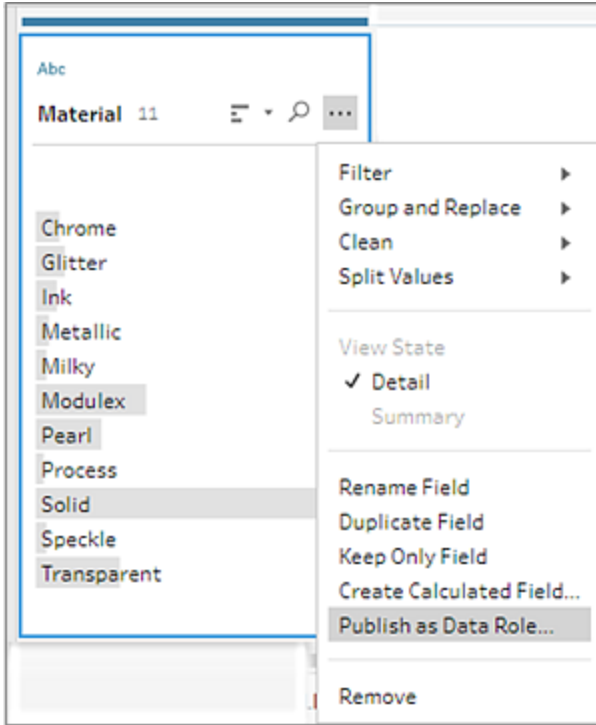 Abc
Material 11
Chrome
Glitter
Ink
Metallic
Milky
Modulex
Pearl
Process
Solid
Speckle
Transparent
Filter
Group and Replace
Clean
Split Values
View State
✓ Detail
Summary
Rename Field
Duplicate Field
Keep Only Field
Create Calculated Field...
Publish as Data Role...
Remove